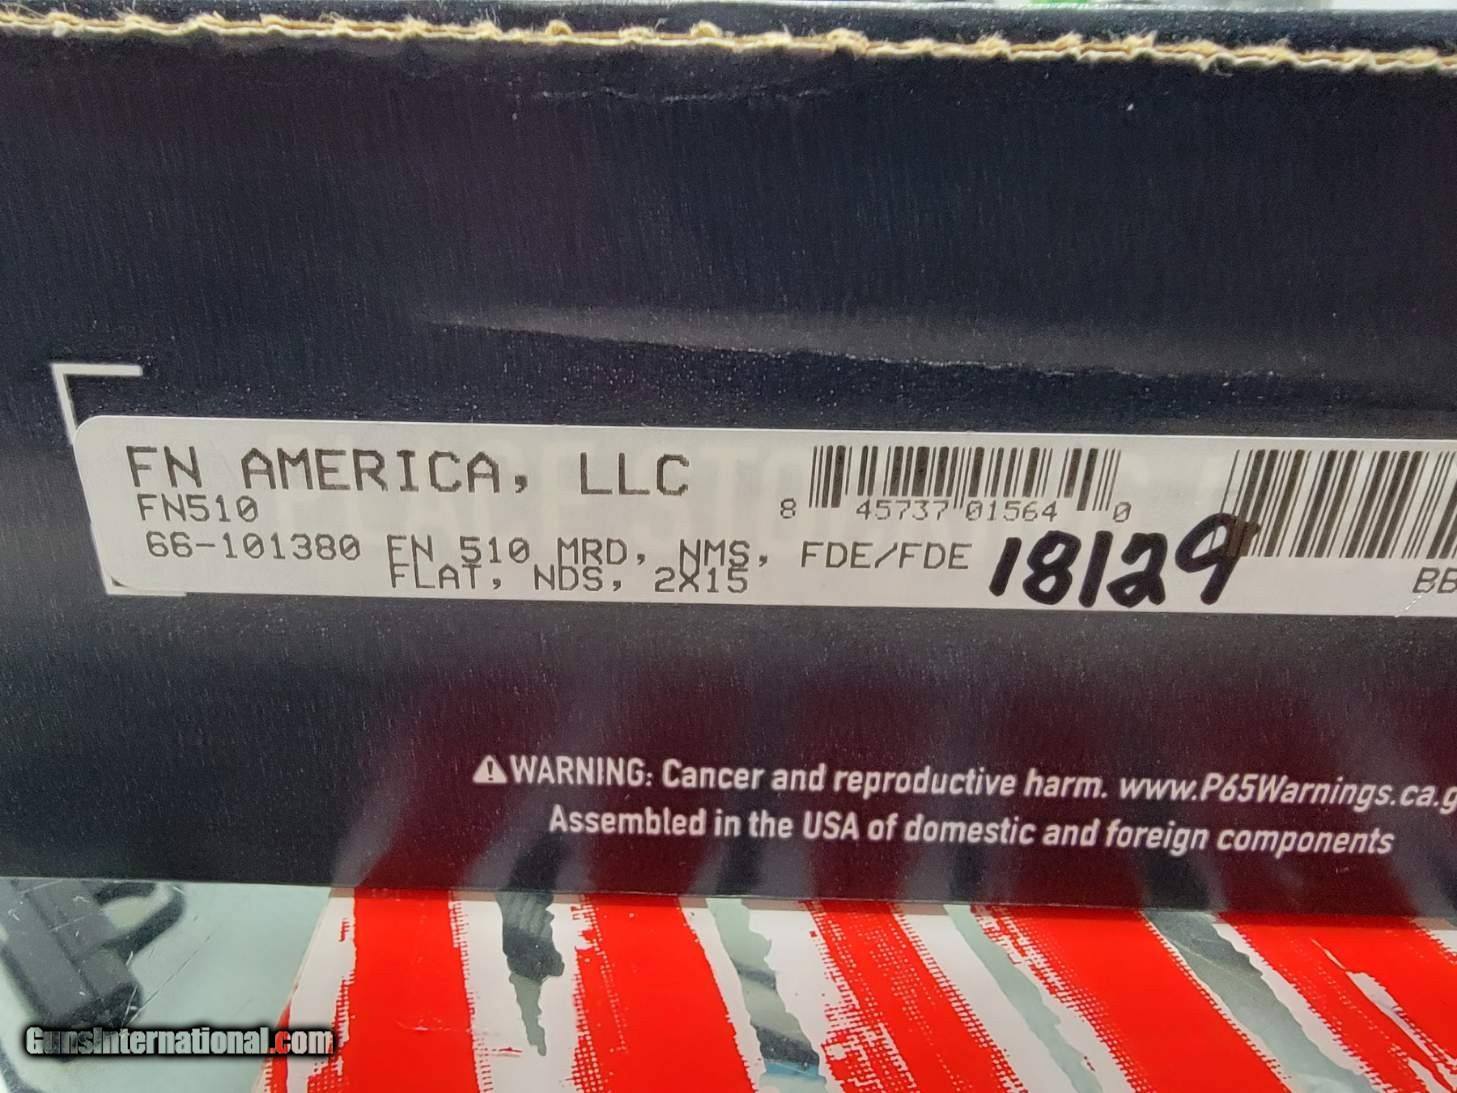 FN AMERICA, LLC
FN510
66-101380 FN 510 MRD, NMS, FDE/FDE
FLAT, NDS, 2X15
8 45737 01564 0
18129
BB
WARNING: Cancer and reproductive harm. www.P65Warnings.ca.g
Assembled in the USA of domestic and foreign components
GunsInternational.com